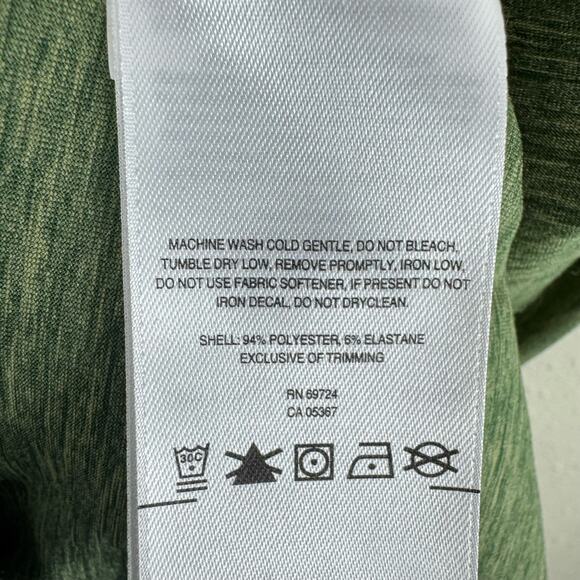 MACHINE WASH COLD GENTLE, DO NOT BLEACH,
TUMBLE DRY LOW, REMOVE PROMPTLY, IRON LOW,
DO NOT USE FABRIC SOFTENER, IF PRESENT DO NOT
IRON DECAL, DO NOT DRYCLEAN.
SHELL: 94% POLYESTER, 6% ELASTANE
EXCLUSIVE OF TRIMMING
RN 69724
CA 05367
30C